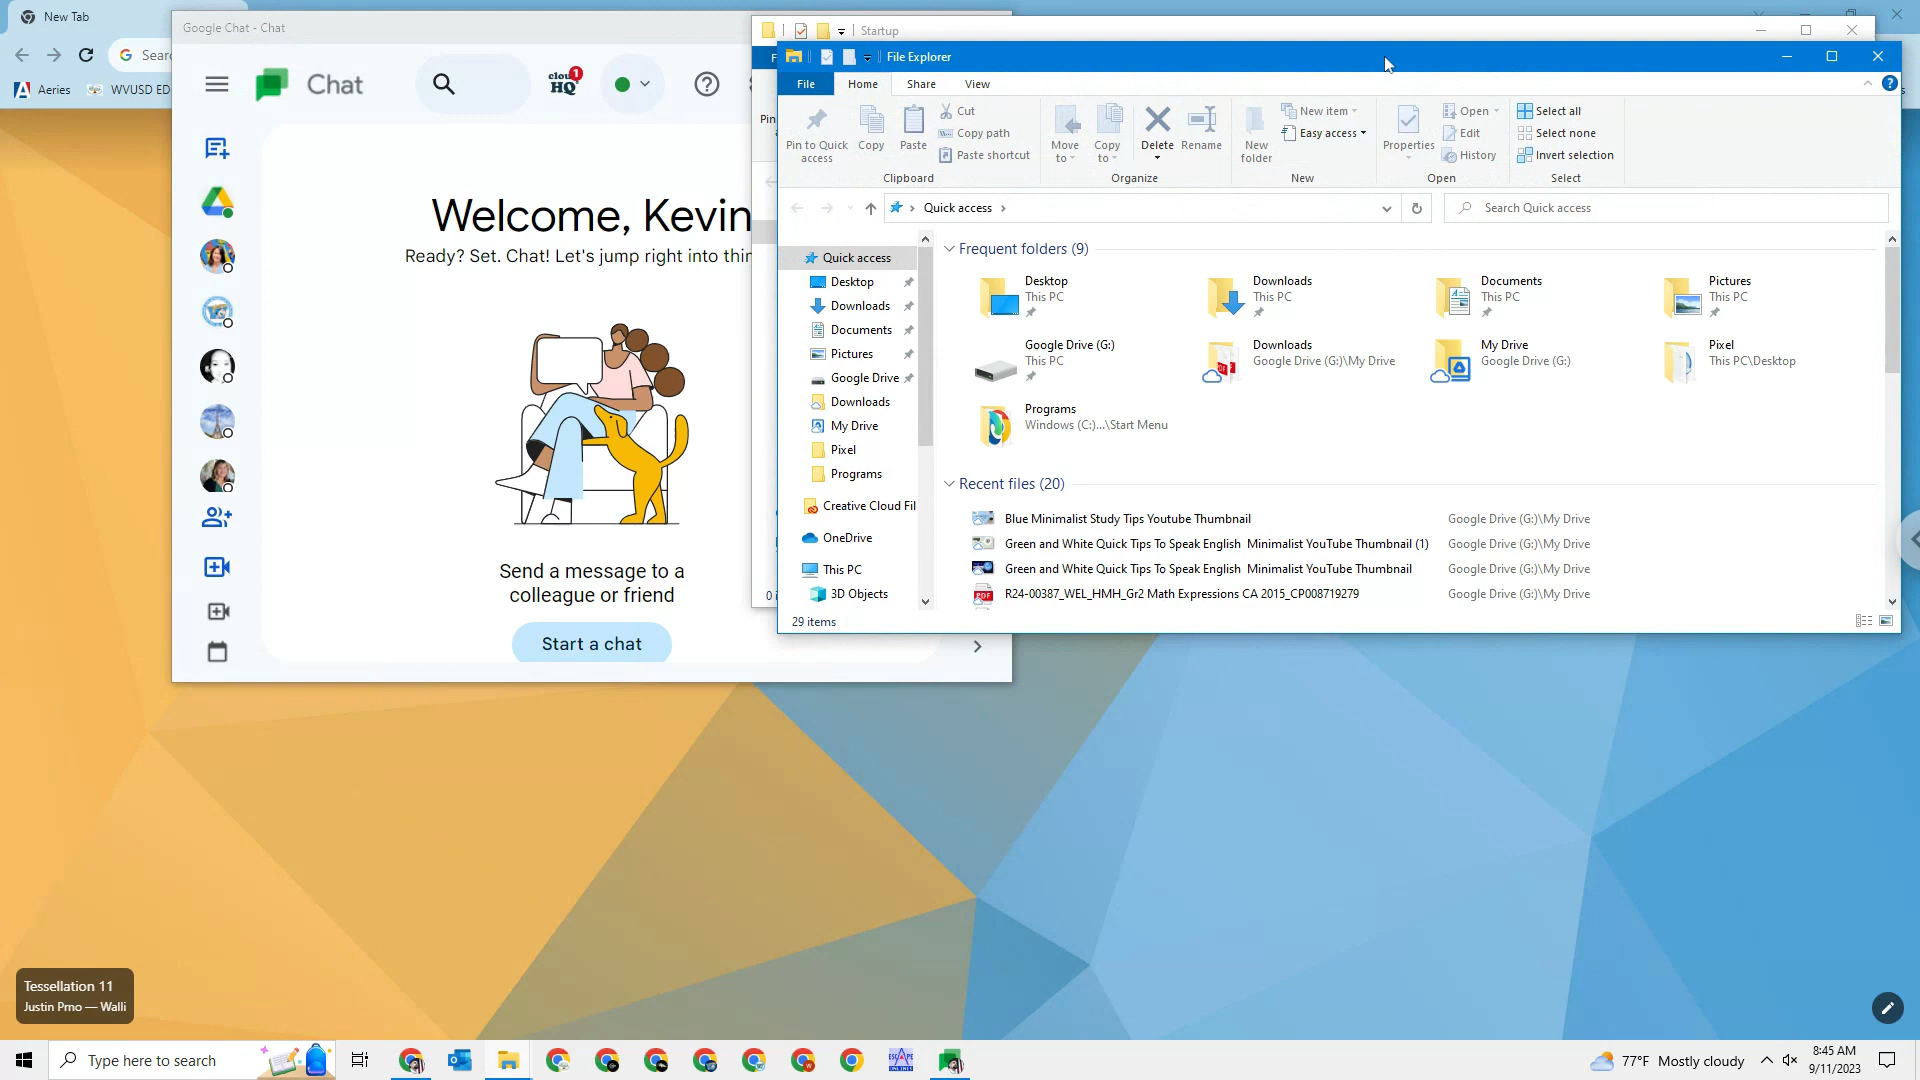 New Tab
Sear
Aeries
WVUSD ED
Google Chat - Chat
Chat
cloud
HQ
1
Welcome, Kevin
Ready? Set. Chat! Let's jump right into thin
Send a message to a
colleague or friend
Start a chat
Startup
Pin
0 i
File Explorer
File
Home
Share
View
Pin to Quick
access
Copy
Paste
Cut
Copy path
Paste shortcut
Clipboard
Move
to
Copy
to
Delete
Rename
Organize
New
folder
New item
Easy access
New
Properties
Open
Edit
History
Open
Select all
Select none
Invert selection
Select
Quick access
Search Quick access
Quick access
Desktop
Downloads
Documents
Pictures
Google Drive
Downloads
My Drive
Pixel
Programs
Creative Cloud Fil
OneDrive
This PC
3D Objects
Frequent folders (9)
Desktop
This PC
Downloads
This PC
Documents
This PC
Pictures
This PC
Google Drive (G:)
This PC
Downloads
Google Drive (G:)\My Drive
My Drive
Google Drive (G:)
Pixel
This PC\Desktop
Programs
Windows (C:)...\Start Menu
Recent files (20)
Blue Minimalist Study Tips Youtube Thumbnail Google Drive (G:)\My Drive
Green and White Quick Tips To Speak English Minimalist YouTube Thumbnail (1) Google Drive (G:)\My Drive
Green and White Quick Tips To Speak English Minimalist YouTube Thumbnail Google Drive (G:)\My Drive
R24-00387_WEL_HMH_Gr2 Math Expressions CA 2015_CP008719279 Google Drive (G:)\My Drive
29 items
Tessellation 11
Justin Prno — Walli
Type here to search
ESCAPE
ONLINE5
77°F Mostly cloudy
8:45 AM
9/11/2023